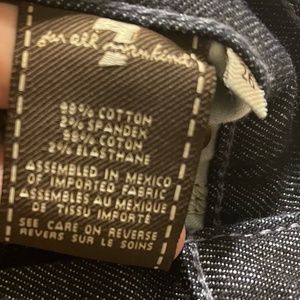 7
for all mankind
98% COTTON
2% SPANDEX
98% COTON
2% ELASTHANE
ASSEMBLED IN MEXICO
OF IMPORTED FABRIC
ASSEMBLÉS AU MEXIQUE
DE TISSU IMPORTÉ
SEE CARE ON REVERSE
REVERS SUR LE SOINS